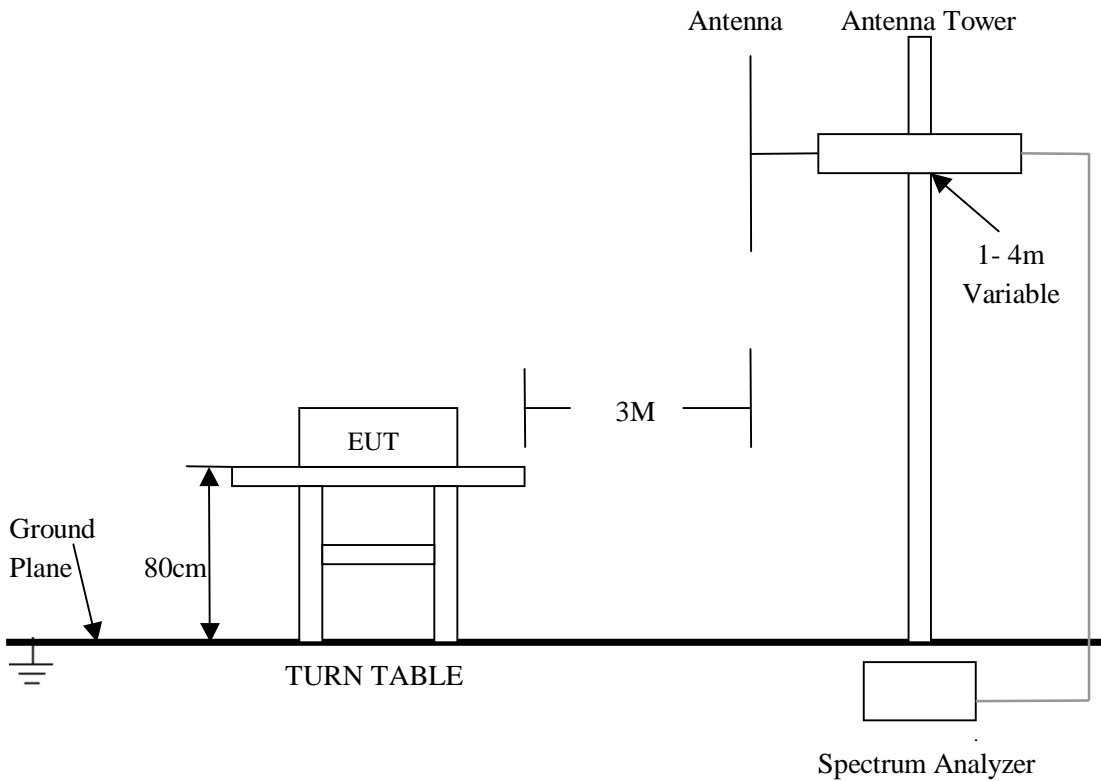 Antenna
Antenna Tower
1- 4m
Variable
3M
EUT
Ground
Plane
80cm
TURN TABLE
Spectrum Analyzer